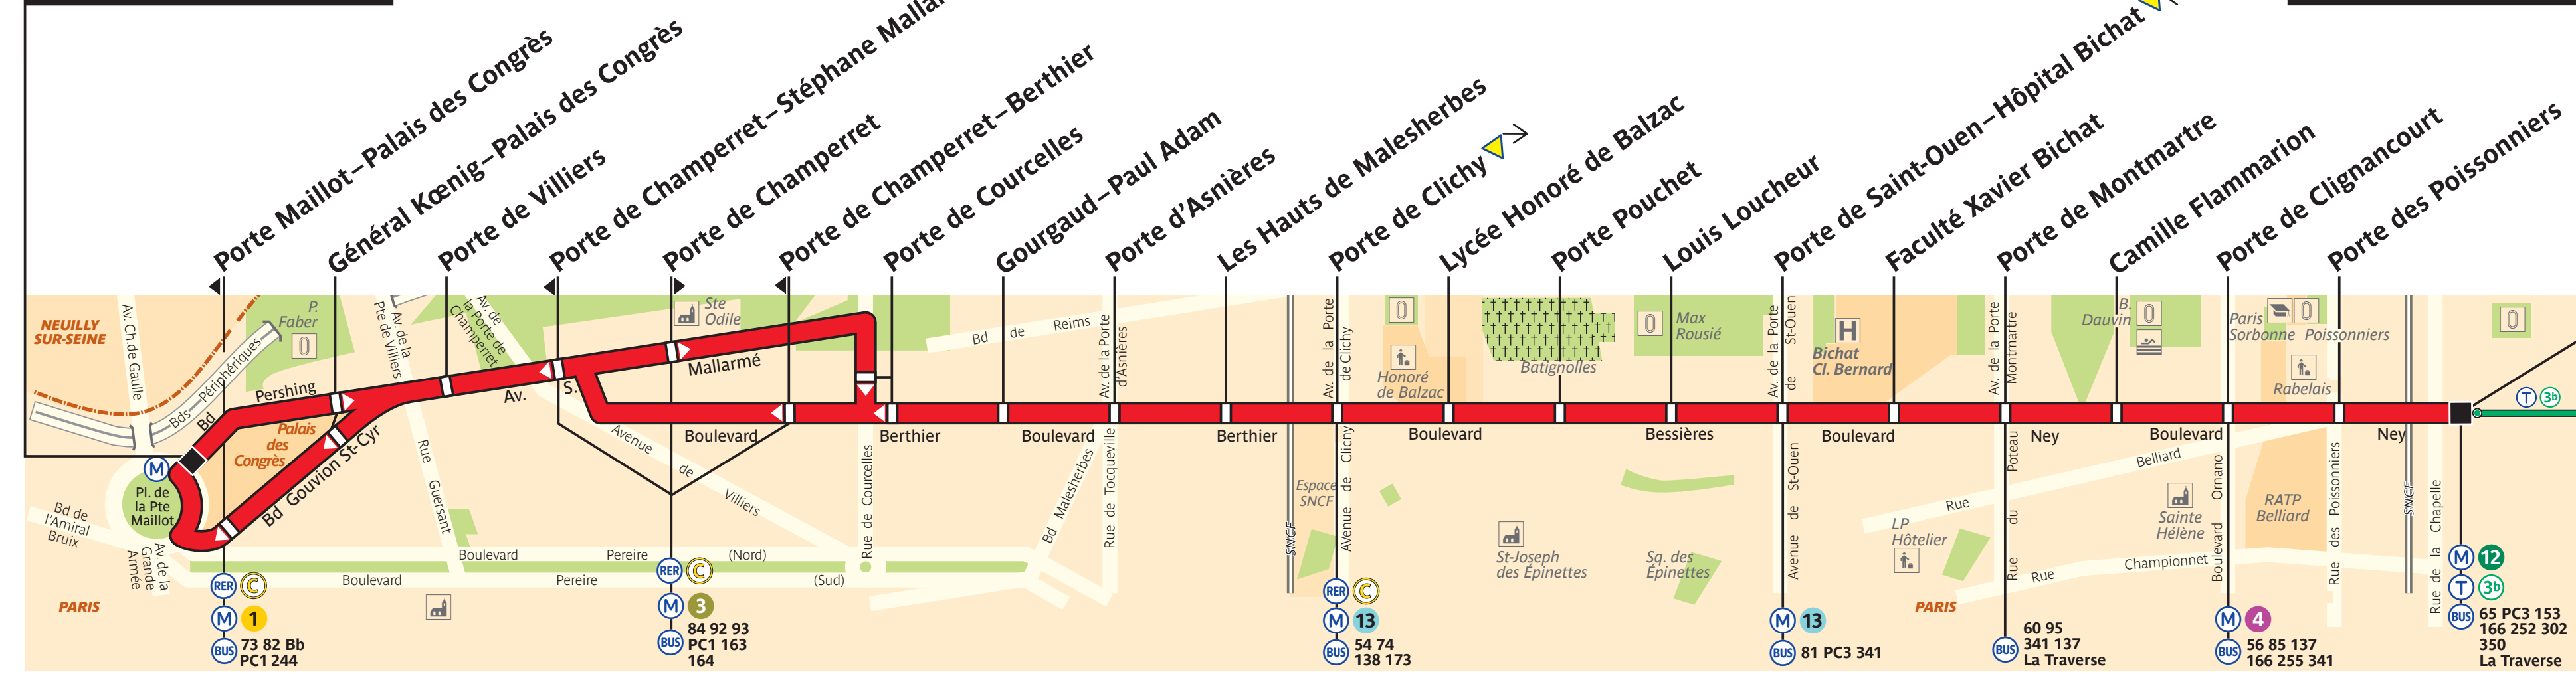 Porte Maillot–Palais des Congrès
Général Kœnig–Palais des Congrès
Porte de Villiers
Porte de Champerret–Stéphane
Porte de Champerret
Porte de Champerret–Berthier
Porte de Courcelles
Gourgaud–Paul Adam
Porte d'Asnières
Les Hauts de Malesherbes
Porte de Clichy
Lycée Honoré de Balzac
Porte Pouchet
Louis Loucheur
Porte de Saint-Ouen–Hôpital Bichat
Faculté Xavier Bichat
Porte de Montmartre
Camille Flammarion
Porte de Clignancourt
Porte des Poissonniers
NEUILLY
SUR-SEINE
Av. Ch.de Gaulle
Bds Périphériques
P.
Faber
Av. de la
Pte de Villiers
Av. de
la Porte de
Champerret
Ste
Odile
Bd de Reims
Av. de la Porte
d'Asnières
Av. de la Porte
de Clichy
Honoré
de Balzac
Batignolles
Max
Rousié
Av. de la Porte
de St-Ouen
H
Bichat
Cl. Bernard
Av. de la Porte
Montmartre
B.
Dauvin
Paris
Sorbonne
Poissonniers
Rabelais
T 3b
Bd
Pershing
Av.
S.
Mallarmé
Palais
des
Congrès
Bd Gouvion St-Cyr
Boulevard
Berthier
Boulevard
Berthier
Boulevard
Bessières
Boulevard
Ney
Boulevard
Ney
M
Pl. de
la Pte
Maillot
Bd de
l'Amiral
Bruix
Av. de la
Grande
Armée
Rue Guersant
Avenue de Villiers
Rue de Courcelles
Bd Malesherbes
Rue de Tocqueville
SNCF
Espace
SNCF
Avenue de Clichy
St-Joseph
des Épinettes
Sq. des
Épinettes
Avenue de St-Ouen
Rue Belliard
LP
Hôtelier
Rue du Poteau
Sainte
Hélène
Boulevard Ornano
RATP
Belliard
Rue des Poissonniers
SNCF
Rue de la Chapelle
Boulevard Pereire (Nord)
Boulevard Pereire (Sud)
Rue Championnet
PARIS
PARIS
RER C
M 1
BUS 73 82 Bb
PC1 244
RER C
M 3
BUS 84 92 93
PC1 163
164
RER C
M 13
BUS 54 74
138 173
M 13
BUS 81 PC3 341
BUS 60 95
341 137
La Traverse
M 4
BUS 56 85 137
166 255 341
M 12
T 3b
BUS 65 PC3 153
166 252 302
350
La Traverse